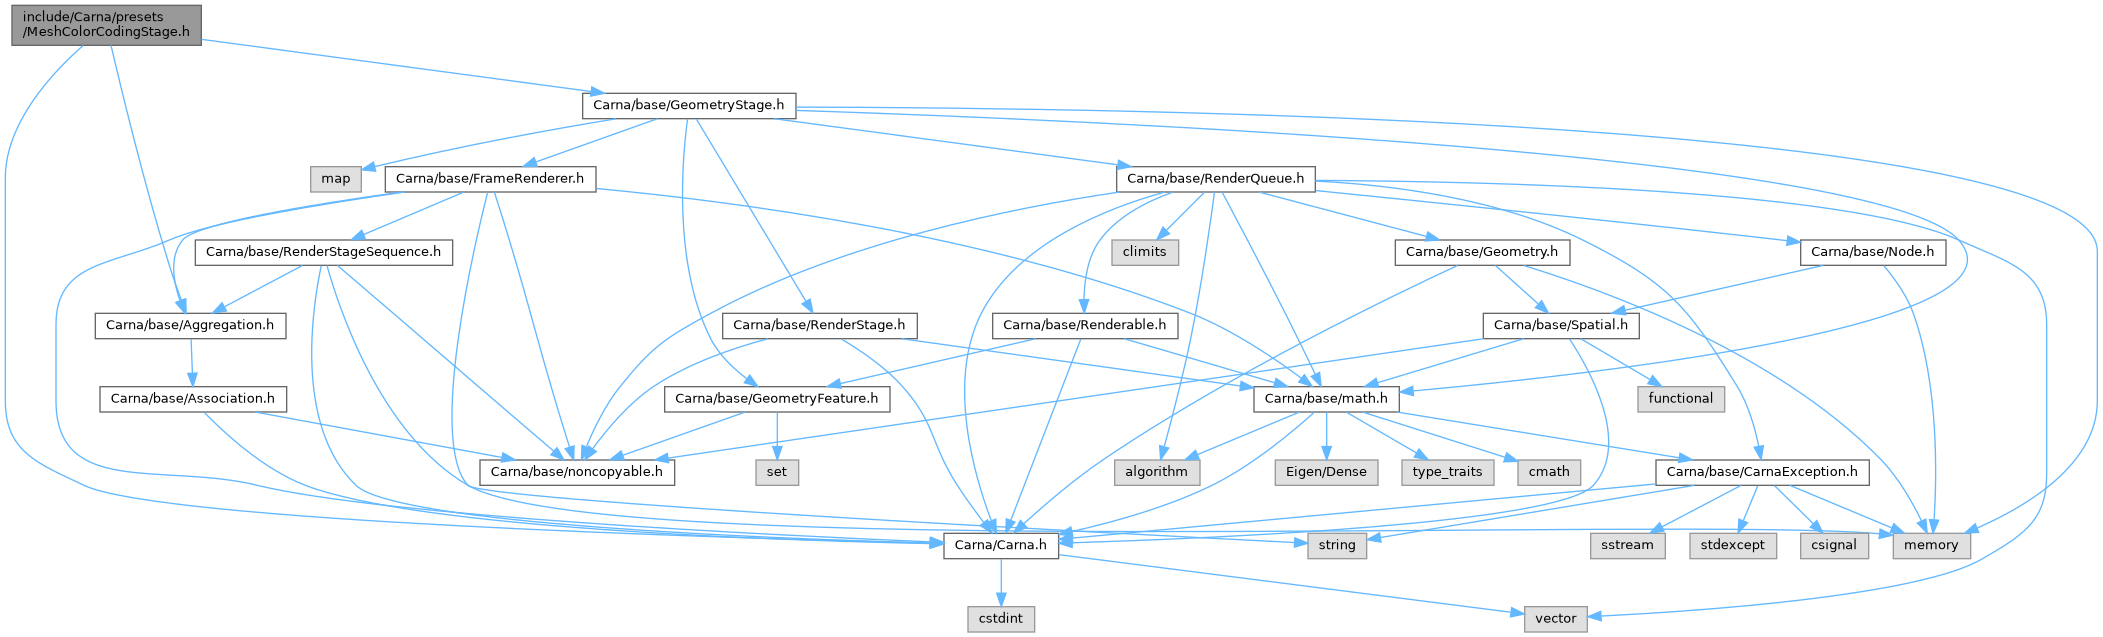 include/Carna/presets
/MeshColorCodingStage.h
Carna/base/GeometryStage.h
map
Carna/base/FrameRenderer.h
Carna/base/RenderQueue.h
Carna/base/RenderStageSequence.h
climits
Carna/base/Geometry.h
Carna/base/Node.h
Carna/base/Aggregation.h
Carna/base/RenderStage.h
Carna/base/Renderable.h
Carna/base/Spatial.h
Carna/base/Association.h
Carna/base/GeometryFeature.h
Carna/base/math.h
functional
Carna/base/noncopyable.h
set
algorithm
Eigen/Dense
type_traits
cmath
Carna/base/CarnaException.h
Carna/Carna.h
string
sstream
stdexcept
csignal
memory
cstdint
vector